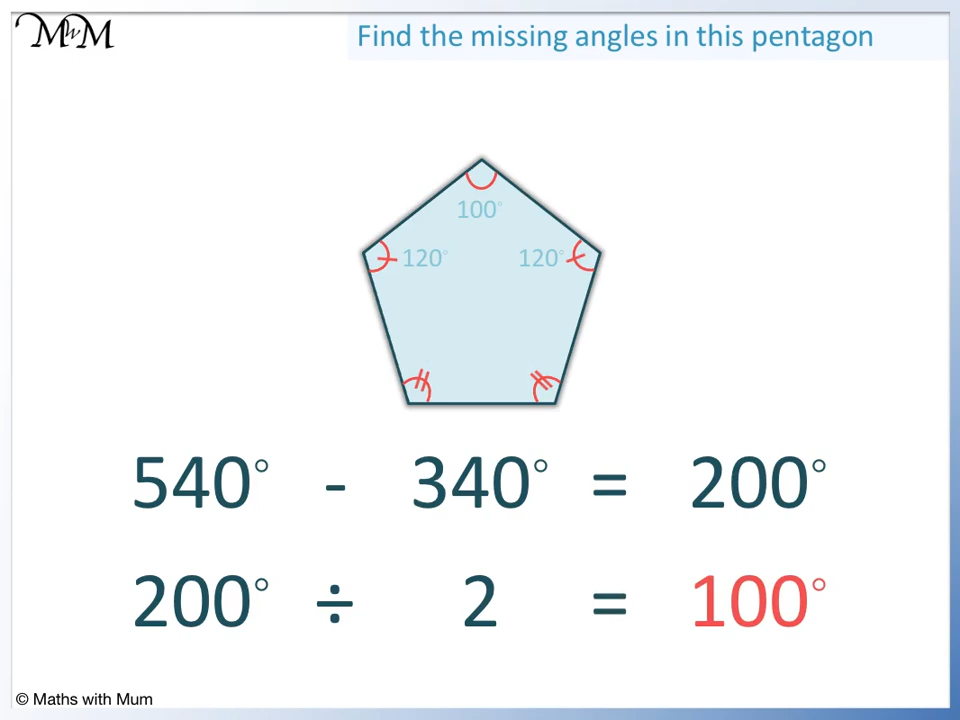 MwM
Find the missing angles in this pentagon
100°
120° 120°
540° - 340° = 200°
200° ÷ 2 = 100°
© Maths with Mum